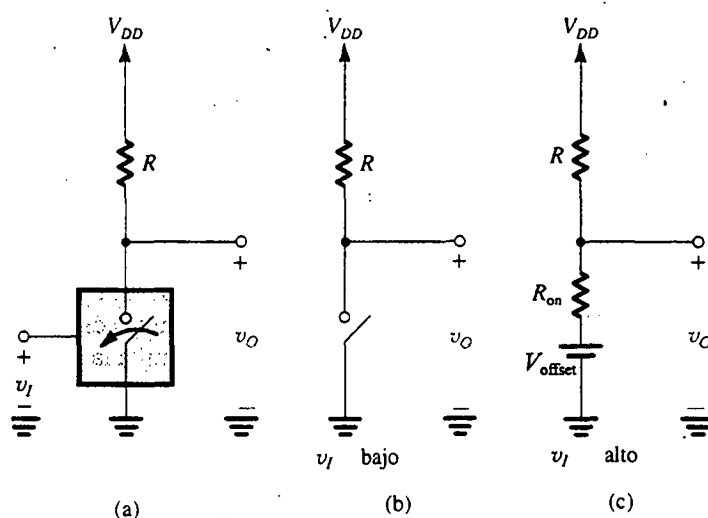 V_DD
R
v_I
+
−
+
v_O
−
(a)
V_DD
R
+
v_O
−
v_I bajo
(b)
V_DD
R
R_on
V_offset
+
v_O
−
v_I alto
(c)